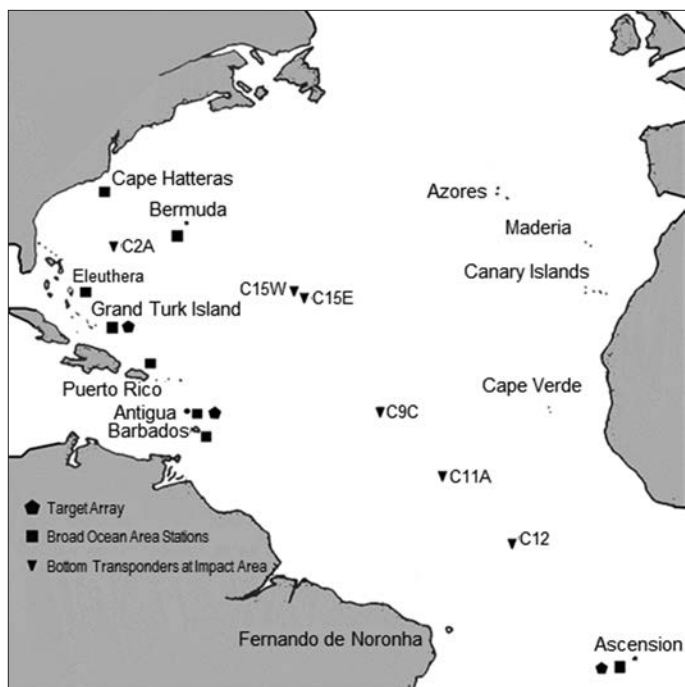 Cape Hatteras
Bermuda
Azores
C2A
Maderia
Eleuthera
C15W
C15E
Canary Islands
Grand Turk Island
Puerto Rico
Cape Verde
Antigua
C9C
Barbados
C11A
Target Array
Broad Ocean Area Stations
C12
Bottom Transponders at Impact Area
Fernando de Noronha
Ascension